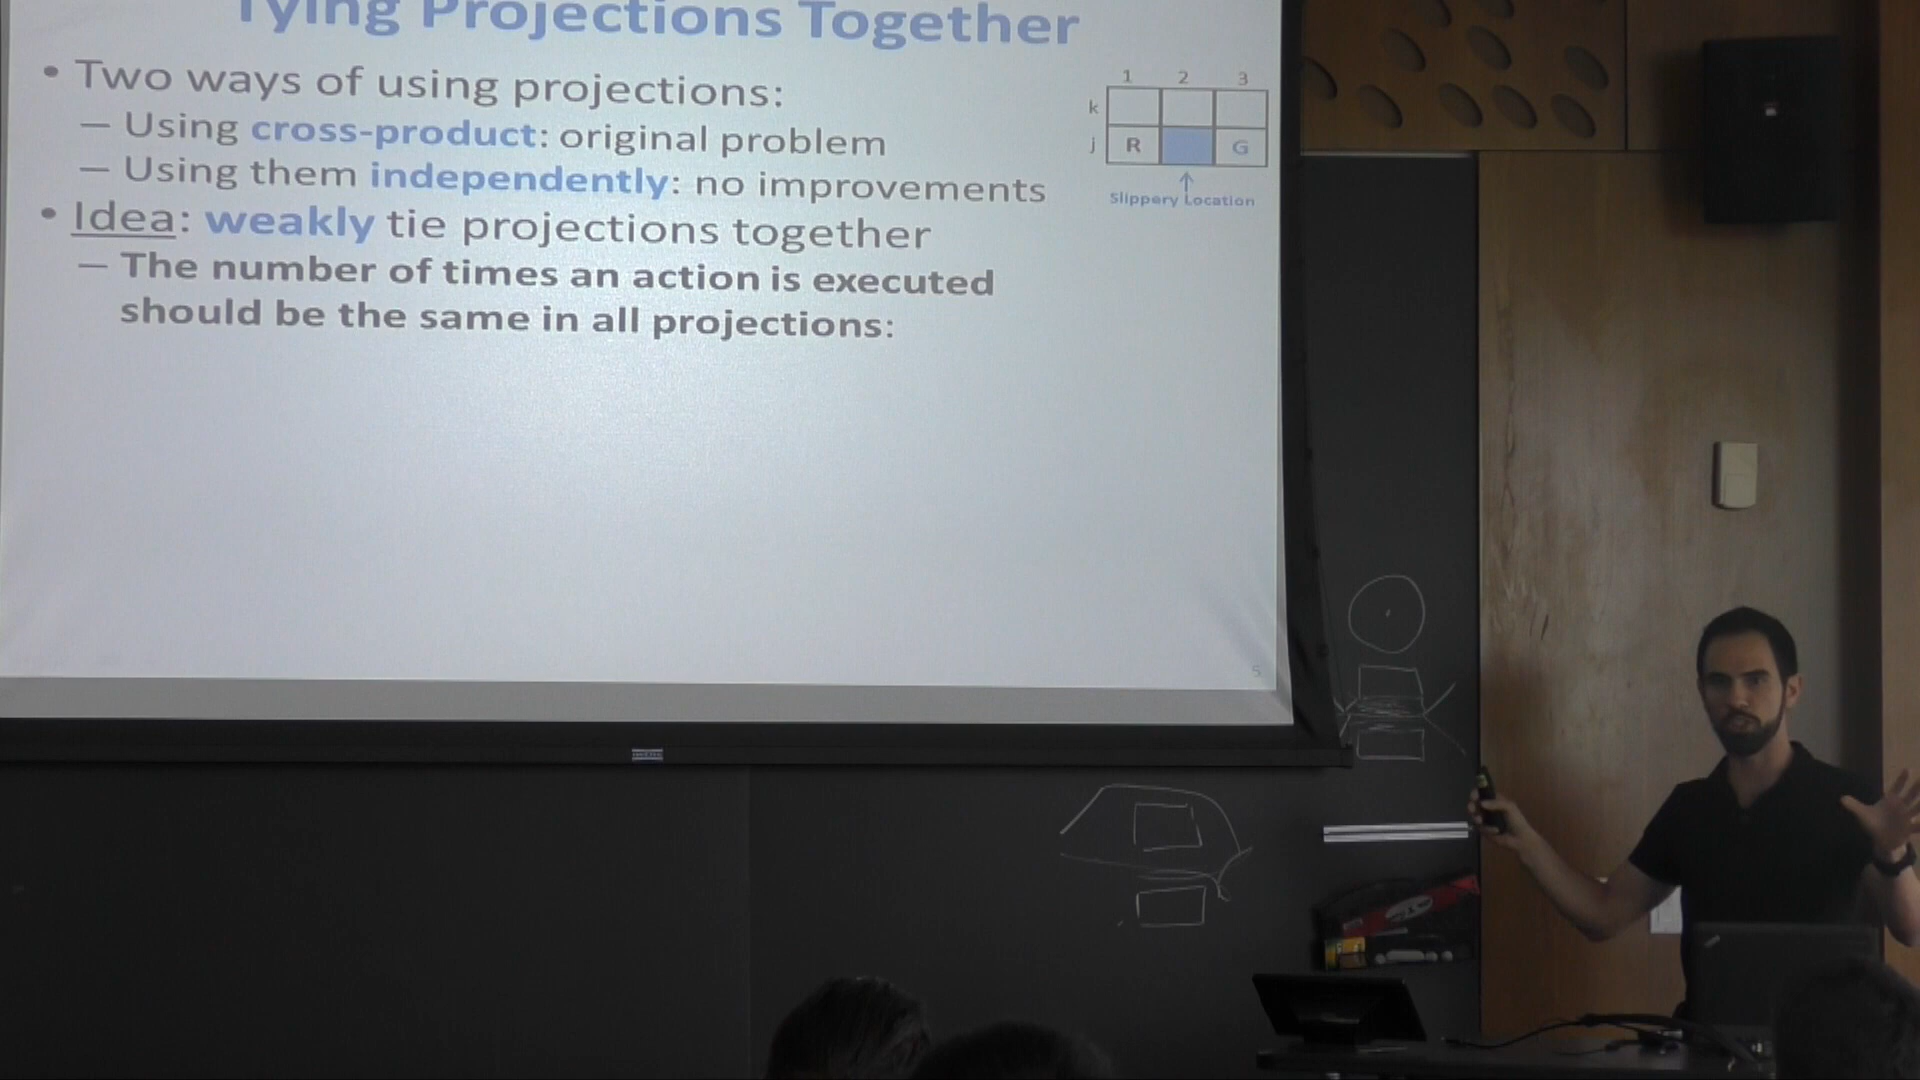 Tying Projections Together
• Two ways of using projections:
– Using cross-product: original problem
– Using them independently: no improvements
• Idea: weakly tie projections together
– The number of times an action is executed
should be the same in all projections:
1 2 3
k
j R G
Slippery Location
5